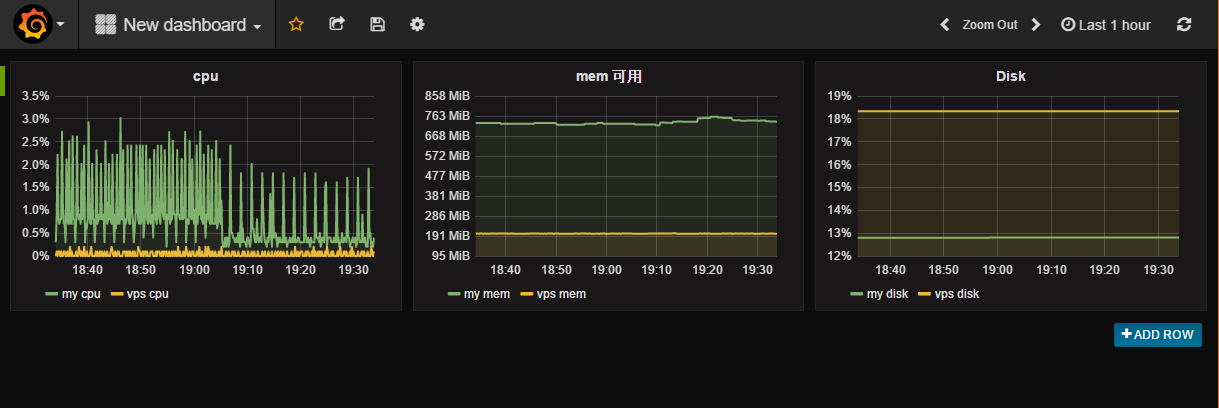 New dashboard
Zoom Out
Last 1 hour
cpu
3.5%
3.0%
2.5%
2.0%
1.5%
1.0%
0.5%
0%
18:40 18:50 19:00 19:10 19:20 19:30
my cpu vps cpu
mem 可用
858 MiB
763 MiB
668 MiB
572 MiB
477 MiB
381 MiB
286 MiB
191 MiB
95 MiB
18:40 18:50 19:00 19:10 19:20 19:30
my mem vps mem
Disk
19%
18%
17%
16%
15%
14%
13%
12%
18:40 18:50 19:00 19:10 19:20 19:30
my disk vps disk
ADD ROW